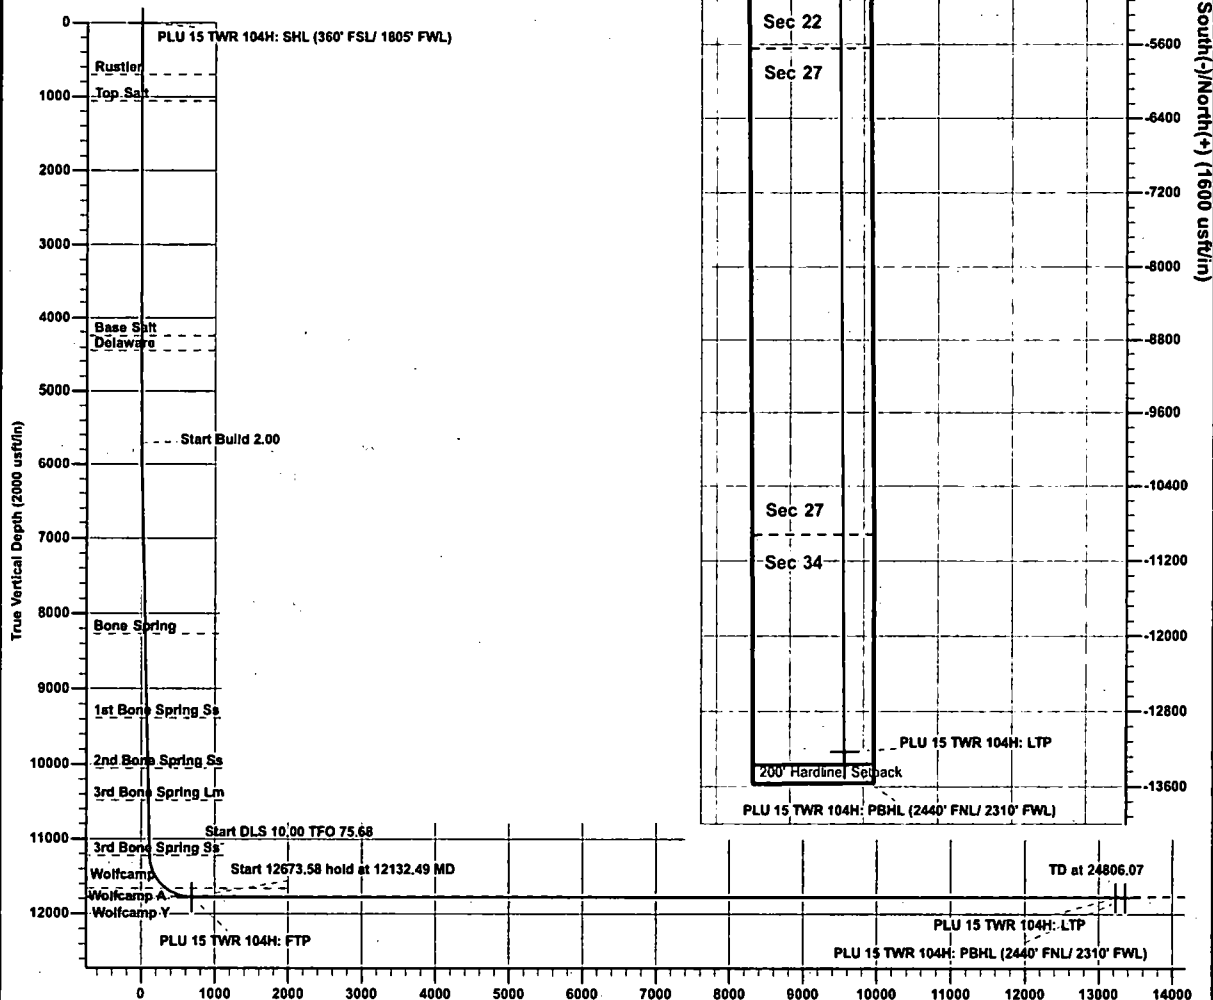 0
PLU 15 TWR 104H: SHL (360' FSL/ 1805' FWL)
Rustler
Top Salt
1000
2000
3000
4000
Base Salt
Delaware
5000
Start Build 2.00
6000
7000
8000
Bone Spring
9000
1st Bone Spring Ss
10000
2nd Bone Spring Ss
3rd Bone Spring Lm
11000
Start DLS 10.00 TFO 75.68
3rd Bone Spring Ss
Wolfcamp
Start 12673.58 hold at 12132.49 MD
Wolfcamp A
12000
Wolfcamp Y
PLU 15 TWR 104H: FTP
TD at 24806.07
PLU 15 TWR 104H: LTP
PLU 15 TWR 104H: PBHL (2440' FNL/ 2310' FWL)
0 1000 2000 3000 4000 5000 6000 7000 8000 9000 10000 11000 12000 13000 14000
True Vertical Depth (2000 usft/in)
Sec 22
Sec 27
Sec 27
Sec 34
PLU 15 TWR 104H: LTP
200' Hardline Setback
PLU 15 TWR 104H: PBHL (2440' FNL/ 2310' FWL)
-5600
-6400
-7200
-8000
-8800
-9600
-10400
-11200
-12000
-12800
-13600
South(-)/North(+) (1600 usft/in)